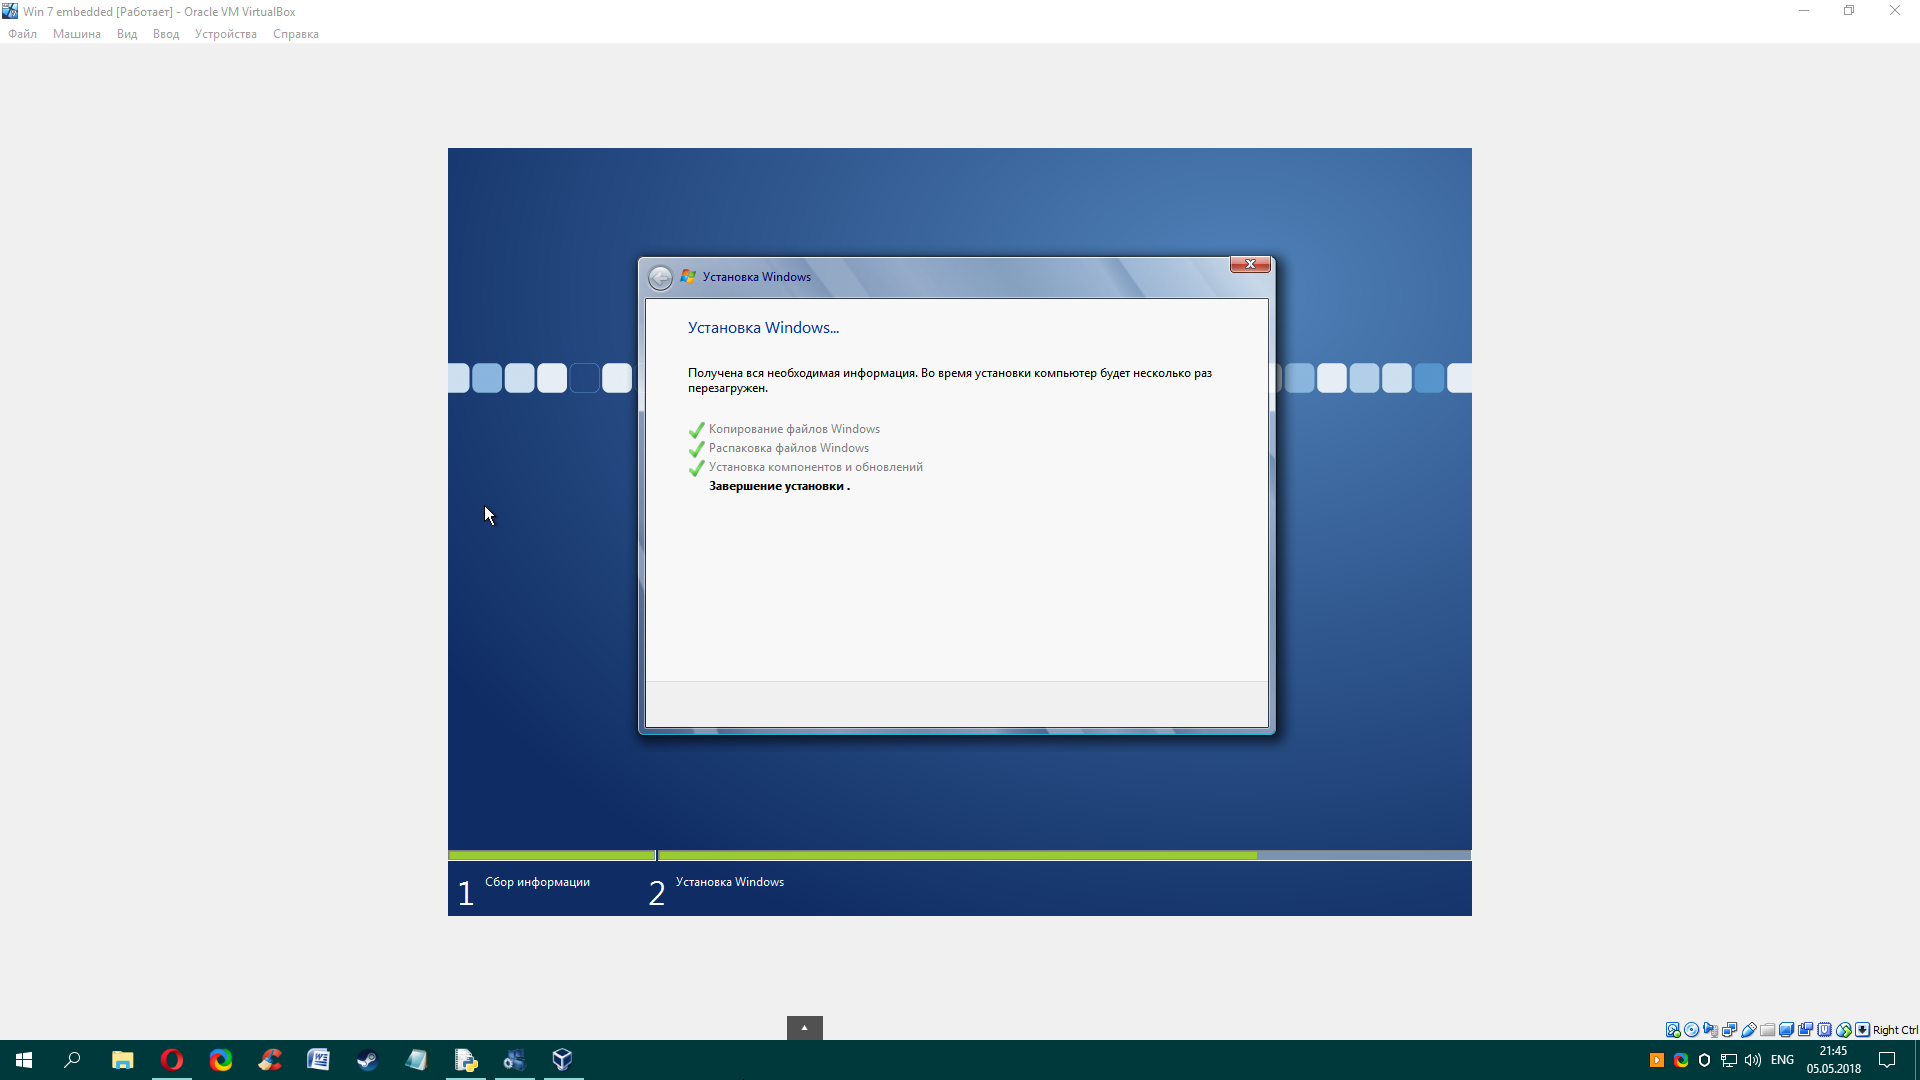 Win 7 embedded [Работает] - Oracle VM VirtualBox
Файл Машина Вид Ввод Устройства Справка
Установка Windows
Установка Windows...
Получена вся необходимая информация. Во время установки компьютер будет несколько раз
перезагружен.
Копирование файлов Windows
Распаковка файлов Windows
Установка компонентов и обновлений
Завершение установки .
1 Сбор информации 2 Установка Windows
Right Ctrl
ENG
21:45
05.05.2018